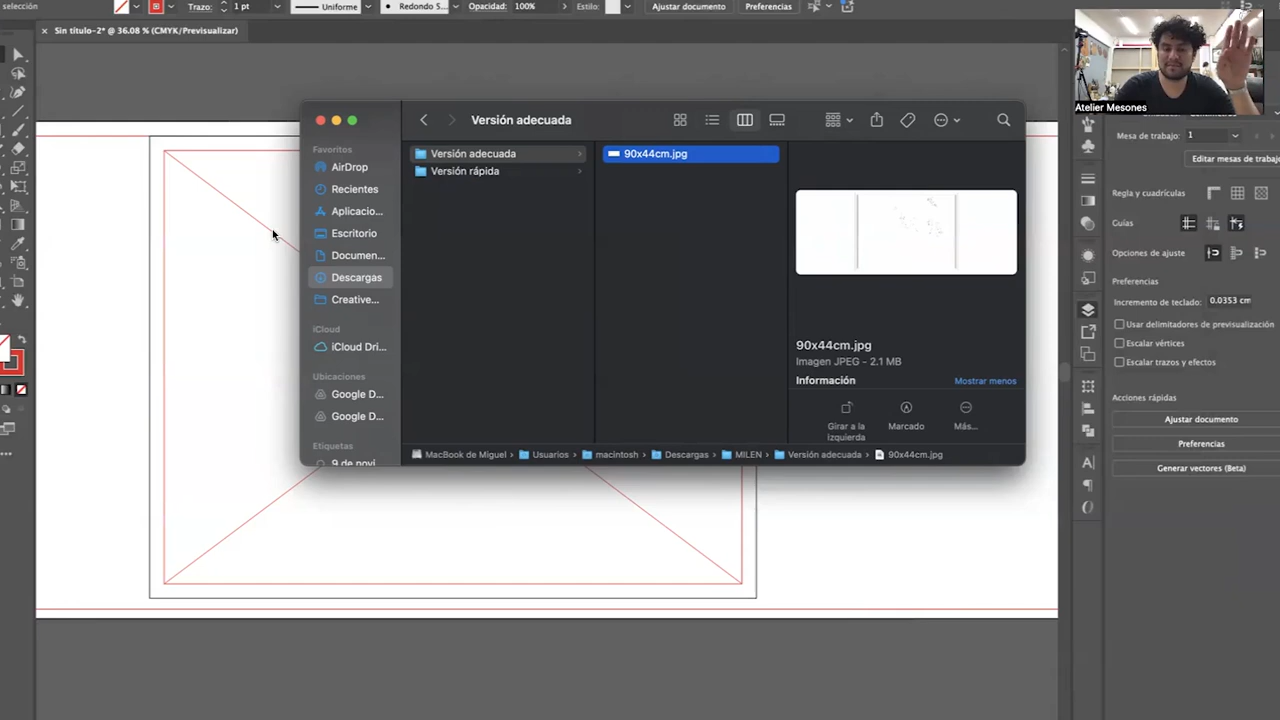 selección
Trazo:
1 pt
Uniforme
Redondo 5...
Opacidad:
100%
Estilo:
Ajustar documento
Preferencias
× Sin título-2* @ 36.08 % (CMYK/Previsualizar)
Atelier Mesones
Mesa de trabajo:
1
Editar mesas de trabajo
Regla y cuadrículas
Guías
Opciones de ajuste
Preferencias
Incremento de teclado:
0.0353 cm
Usar delimitadores de previsualización
Escalar vértices
Escalar trazos y efectos
Acciones rápidas
Ajustar documento
Preferencias
Generar vectores (Beta)
Versión adecuada
Favoritos
AirDrop
Recientes
Aplicacio...
Escritorio
Documen...
Descargas
Creative...
iCloud
iCloud Dri...
Ubicaciones
Google D...
Google D...
Etiquetas
9 de novi
Versión adecuada
Versión rápida
90x44cm.jpg
90x44cm.jpg
Imagen JPEG - 2.1 MB
Información
Mostrar menos
Girar a la
izquierda
Marcado
Más...
MacBook de Miguel › Usuarios › macintosh › Descargas › MILEN › Versión adecuada › 90x44cm.jpg